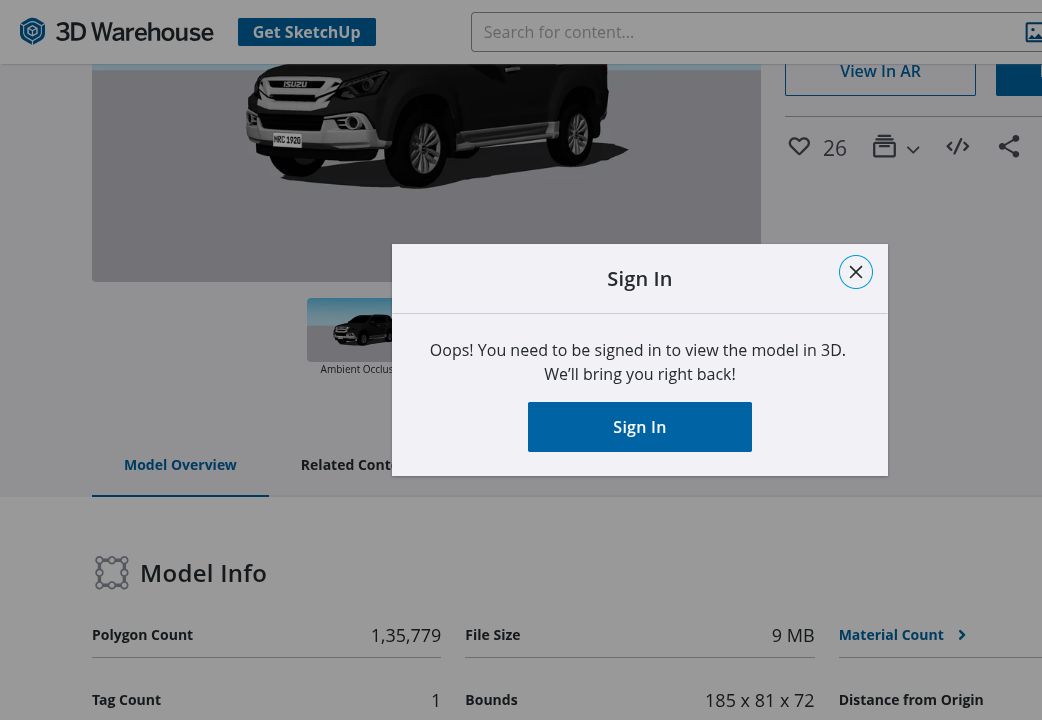 3D Warehouse
Get SketchUp
Search for content...
View In AR
ISUZU
MRC 1920
26
Sign In
Oops! You need to be signed in to view the model in 3D.
We'll bring you right back!
Sign In
Ambient Occlus
Model Overview
Related Cont
Model Info
Polygon Count 1,35,779
File Size 9 MB
Material Count
Tag Count 1
Bounds 185 x 81 x 72
Distance from Origin